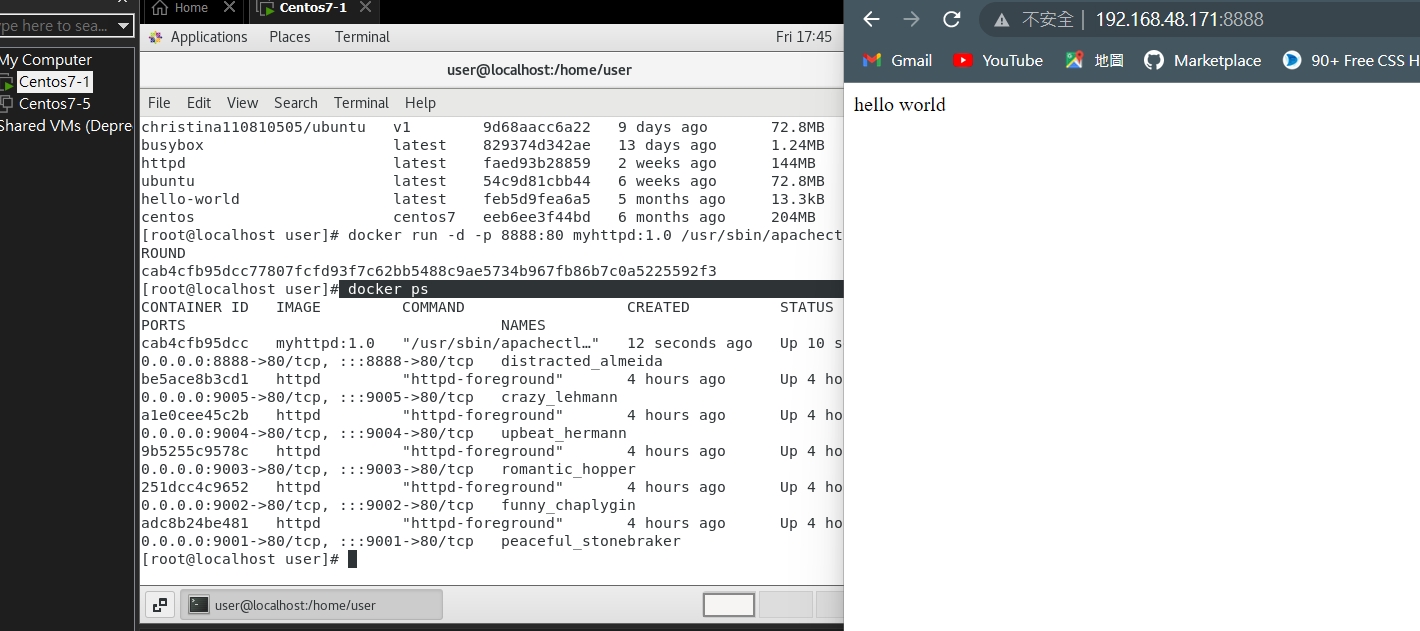 Home
Centos7-1
pe here to sea...
My Computer
Centos7-1
Centos7-5
Shared VMs (Depre
Applications Places Terminal Fri 17:45
user@localhost:/home/user
File Edit View Search Terminal Help
christina110810505/ubuntu v1 9d68aacc6a22 9 days ago 72.8MB
busybox latest 829374d342ae 13 days ago 1.24MB
httpd latest faed93b28859 2 weeks ago 144MB
ubuntu latest 54c9d81cbb44 6 weeks ago 72.8MB
hello-world latest feb5d9fea6a5 5 months ago 13.3kB
centos centos7 eeb6ee3f44bd 6 months ago 204MB
[root@localhost user]# docker run -d -p 8888:80 myhttpd:1.0 /usr/sbin/apachect
ROUND
cab4cfb95dcc77807fcfd93f7c62bb5488c9ae5734b967fb86b7c0a5225592f3
[root@localhost user]# docker ps
CONTAINER ID IMAGE COMMAND CREATED STATUS
PORTS NAMES
cab4cfb95dcc myhttpd:1.0 "/usr/sbin/apachectl…" 12 seconds ago Up 10 s
0.0.0.0:8888->80/tcp, :::8888->80/tcp distracted_almeida
be5ace8b3cd1 httpd "httpd-foreground" 4 hours ago Up 4 ho
0.0.0.0:9005->80/tcp, :::9005->80/tcp crazy_lehmann
a1e0cee45c2b httpd "httpd-foreground" 4 hours ago Up 4 ho
0.0.0.0:9004->80/tcp, :::9004->80/tcp upbeat_hermann
9b5255c9578c httpd "httpd-foreground" 4 hours ago Up 4 ho
0.0.0.0:9003->80/tcp, :::9003->80/tcp romantic_hopper
251dcc4c9652 httpd "httpd-foreground" 4 hours ago Up 4 ho
0.0.0.0:9002->80/tcp, :::9002->80/tcp funny_chaplygin
adc8b24be481 httpd "httpd-foreground" 4 hours ago Up 4 ho
0.0.0.0:9001->80/tcp, :::9001->80/tcp peaceful_stonebraker
[root@localhost user]#
user@localhost:/home/user
不安全 | 192.168.48.171:8888
Gmail YouTube 地圖 Marketplace 90+ Free CSS H
hello world